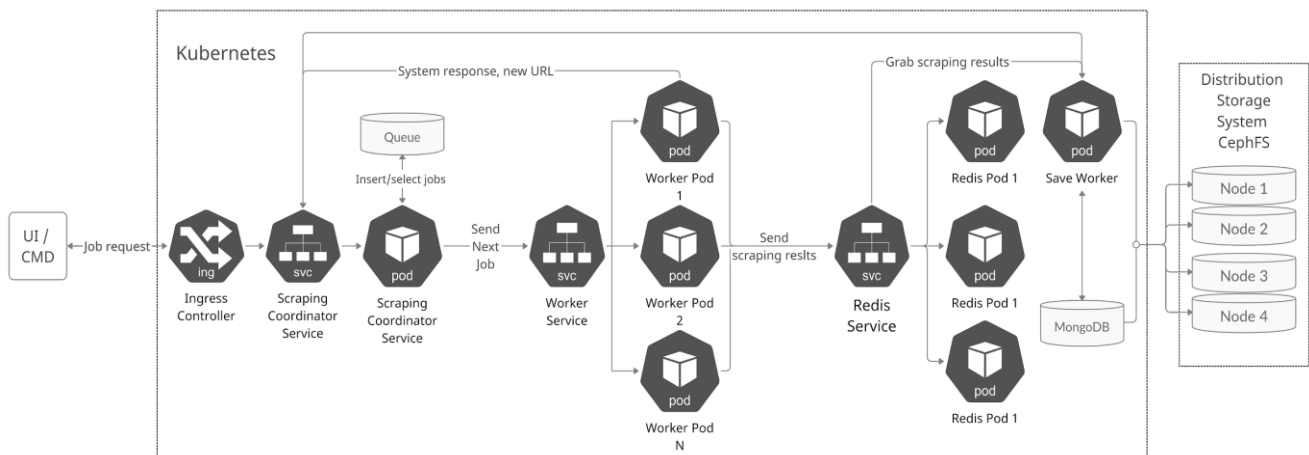 Kubernetes
System response, new URL
Grab scraping results
Distribution
Storage
System
CephFS
Queue
Insert/select jobs
pod
Worker Pod
1
pod
Redis Pod 1
pod
Save Worker
Node 1
Node 2
Node 3
Node 4
UI /
CMD
Job request
ing
Ingress
Controller
svc
Scraping
Coordinator
Service
pod
Scraping
Coordinator
Service
Send
Next
Job
svc
Worker
Service
pod
Worker Pod
2
Send
scraping reslts
svc
Redis
Service
pod
Redis Pod 1
MongoDB
pod
Worker Pod
N
pod
Redis Pod 1